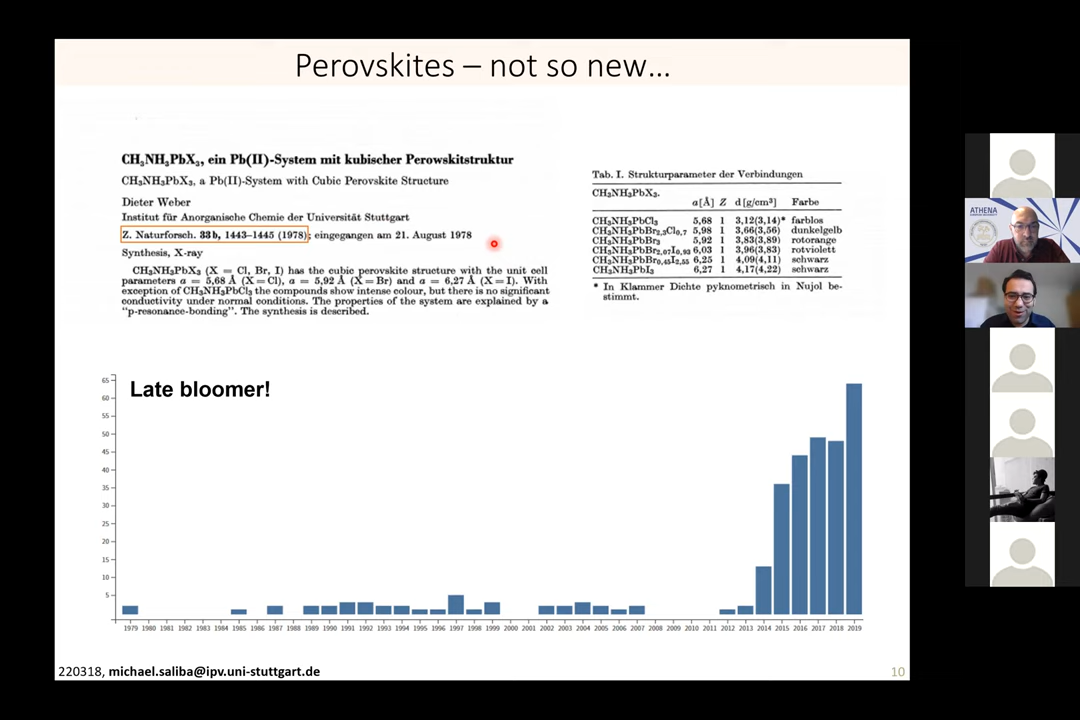 Perovskites – not so new…
CH₃NH₃PbX₃, ein Pb(II)-System mit kubischer Perowskitstruktur
CH₃NH₃PbX₃, a Pb(II)-System with Cubic Perovskite Structure
Dieter Weber
Institut für Anorganische Chemie der Universität Stuttgart
Z. Naturforsch. 33b, 1443–1445 (1978); eingegangen am 21. August 1978
Synthesis, X-ray
CH₃NH₃PbX₃ (X = Cl, Br, I) has the cubic perovskite structure with the unit cell
parameters a = 5,68 Å (X = Cl), a = 5,92 Å (X = Br) and a = 6,27 Å (X = I). With
exception of CH₃NH₃PbCl₃ the compounds show intense colour, but there is no significant
conductivity under normal conditions. The properties of the system are explained by a
“p-resonance-bonding”. The synthesis is described.
Tab. I. Strukturparameter der Verbindungen
CH₃NH₃PbX₃.
a [Å] Z d [g/cm³] Farbe
CH₃NH₃PbCl₃ 5,68 1 3,12(3,14)* farblos
CH₃NH₃PbBr₂,₃Cl₀,₇ 5,98 1 3,66(3,56) dunkelgelb
CH₃NH₃PbBr₃ 5,92 1 3,83(3,89) rotorange
CH₃NH₃PbBr₂,₀₇I₀,₉₃ 6,03 1 3,96(3,83) rotviolett
CH₃NH₃PbBr₀,₄₅I₂,₅₅ 6,25 1 4,09(4,11) schwarz
CH₃NH₃PbI₃ 6,27 1 4,17(4,22) schwarz
* In Klammer Dichte pyknometrisch in Nujol be-
stimmt.
Late bloomer!
65
60
55
50
45
40
35
30
25
20
15
10
5
1979 1980 1981 1982 1983 1984 1985 1986 1987 1988 1989 1990 1991 1992 1993 1994 1995 1996 1997 1998 1999 2000 2001 2002 2003 2004 2005 2006 2007 2008 2009 2010 2011 2012 2013 2014 2015 2016 2017 2018 2019
220318, michael.saliba@ipv.uni-stuttgart.de
10
ATHENA